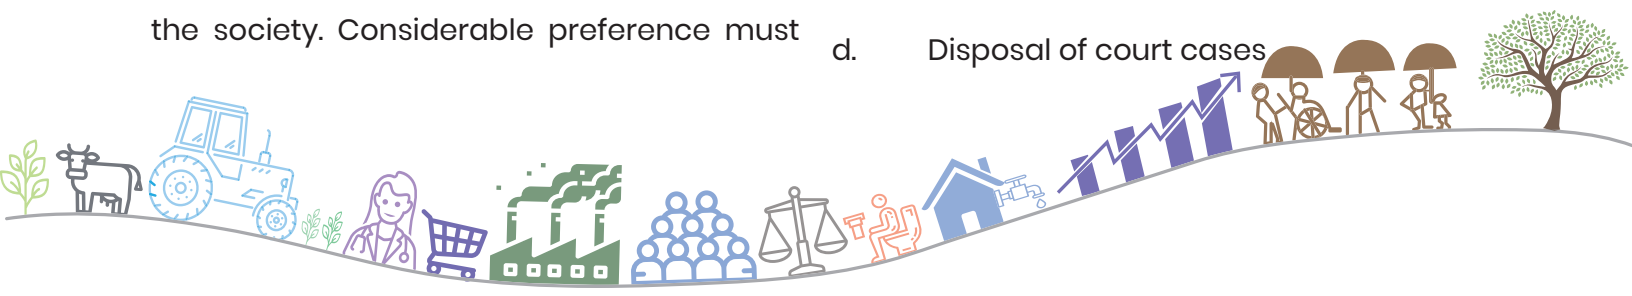 the society. Considerable preference must
d. Disposal of court cases